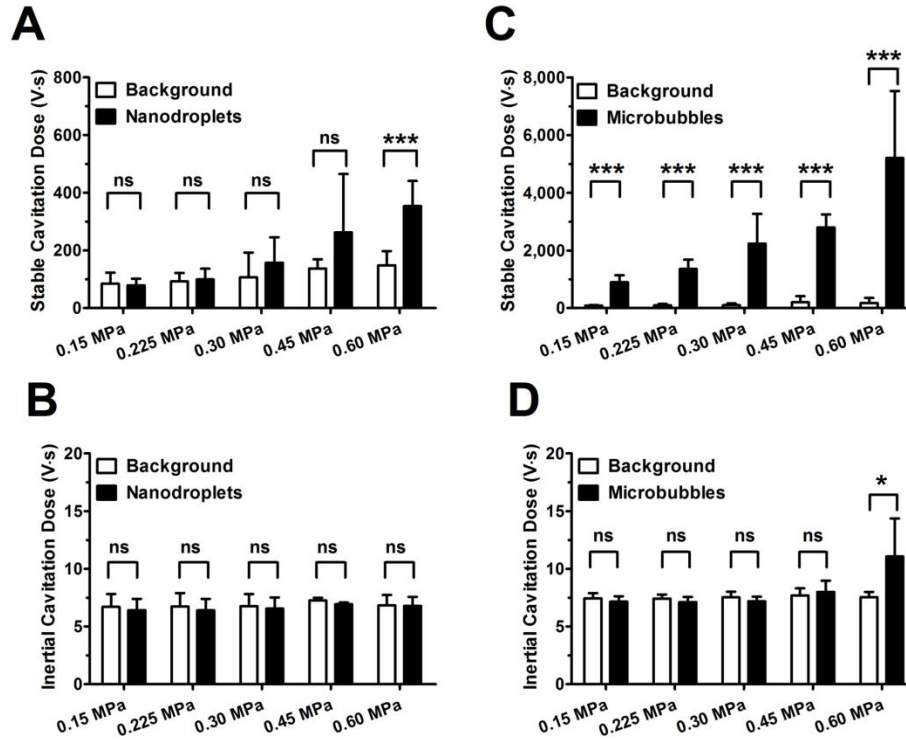 A
Stable Cavitation Dose (V·s)
800
600
400
200
0
Background
Nanodroplets
ns
ns
ns
ns
***
0.15 MPa
0.225 MPa
0.30 MPa
0.45 MPa
0.60 MPa
C
Stable Cavitation Dose (V·s)
8,000
6,000
4,000
2,000
0
Background
Microbubbles
***
***
***
***
***
0.15 MPa
0.225 MPa
0.30 MPa
0.45 MPa
0.60 MPa
B
Inertial Cavitation Dose (V·s)
20
15
10
5
0
Background
Nanodroplets
ns
ns
ns
ns
ns
0.15 MPa
0.225 MPa
0.30 MPa
0.45 MPa
0.60 MPa
D
Inertial Cavitation Dose (V·s)
20
15
10
5
0
Background
Microbubbles
ns
ns
ns
ns
*
0.15 MPa
0.225 MPa
0.30 MPa
0.45 MPa
0.60 MPa